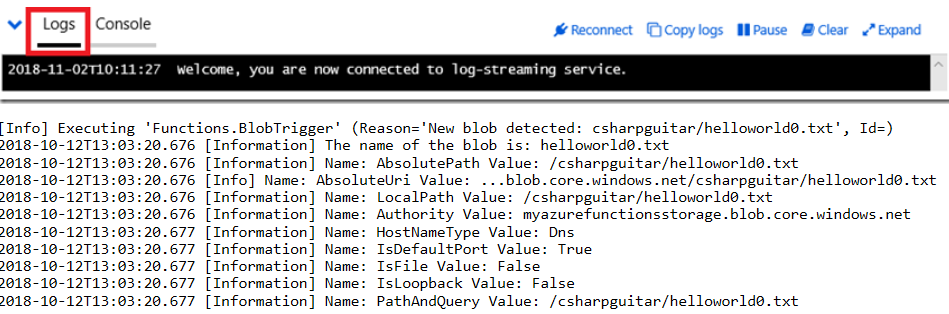 Logs Console
Reconnect Copy logs Pause Clear Expand
2018-11-02T10:11:27 Welcome, you are now connected to log-streaming service.
[Info] Executing 'Functions.BlobTrigger' (Reason='New blob detected: csharpguitar/helloworld0.txt', Id=)
2018-10-12T13:03:20.676 [Information] The name of the blob is: helloworld0.txt
2018-10-12T13:03:20.676 [Information] Name: AbsolutePath Value: /csharpguitar/helloworld0.txt
2018-10-12T13:03:20.676 [Info] Name: AbsoluteUri Value: ...blob.core.windows.net/csharpguitar/helloworld0.txt
2018-10-12T13:03:20.676 [Information] Name: LocalPath Value: /csharpguitar/helloworld0.txt
2018-10-12T13:03:20.676 [Information] Name: Authority Value: myazurefunctionsstorage.blob.core.windows.net
2018-10-12T13:03:20.677 [Information] Name: HostNameType Value: Dns
2018-10-12T13:03:20.677 [Information] Name: IsDefaultPort Value: True
2018-10-12T13:03:20.677 [Information] Name: IsFile Value: False
2018-10-12T13:03:20.677 [Information] Name: IsLoopback Value: False
2018-10-12T13:03:20.677 [Information] Name: PathAndQuery Value: /csharpguitar/helloworld0.txt